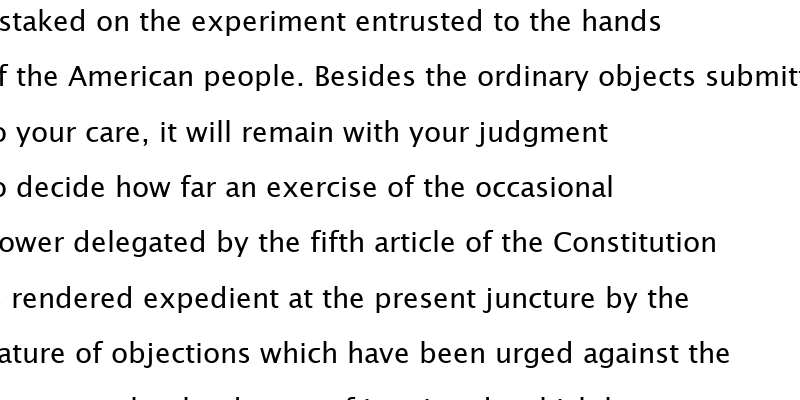 staked on the experiment entrusted to the hands
f the American people. Besides the ordinary objects submit
o your care, it will remain with your judgment
o decide how far an exercise of the occasional
ower delegated by the fifth article of the Constitution
rendered expedient at the present juncture by the
ature of objections which have been urged against the